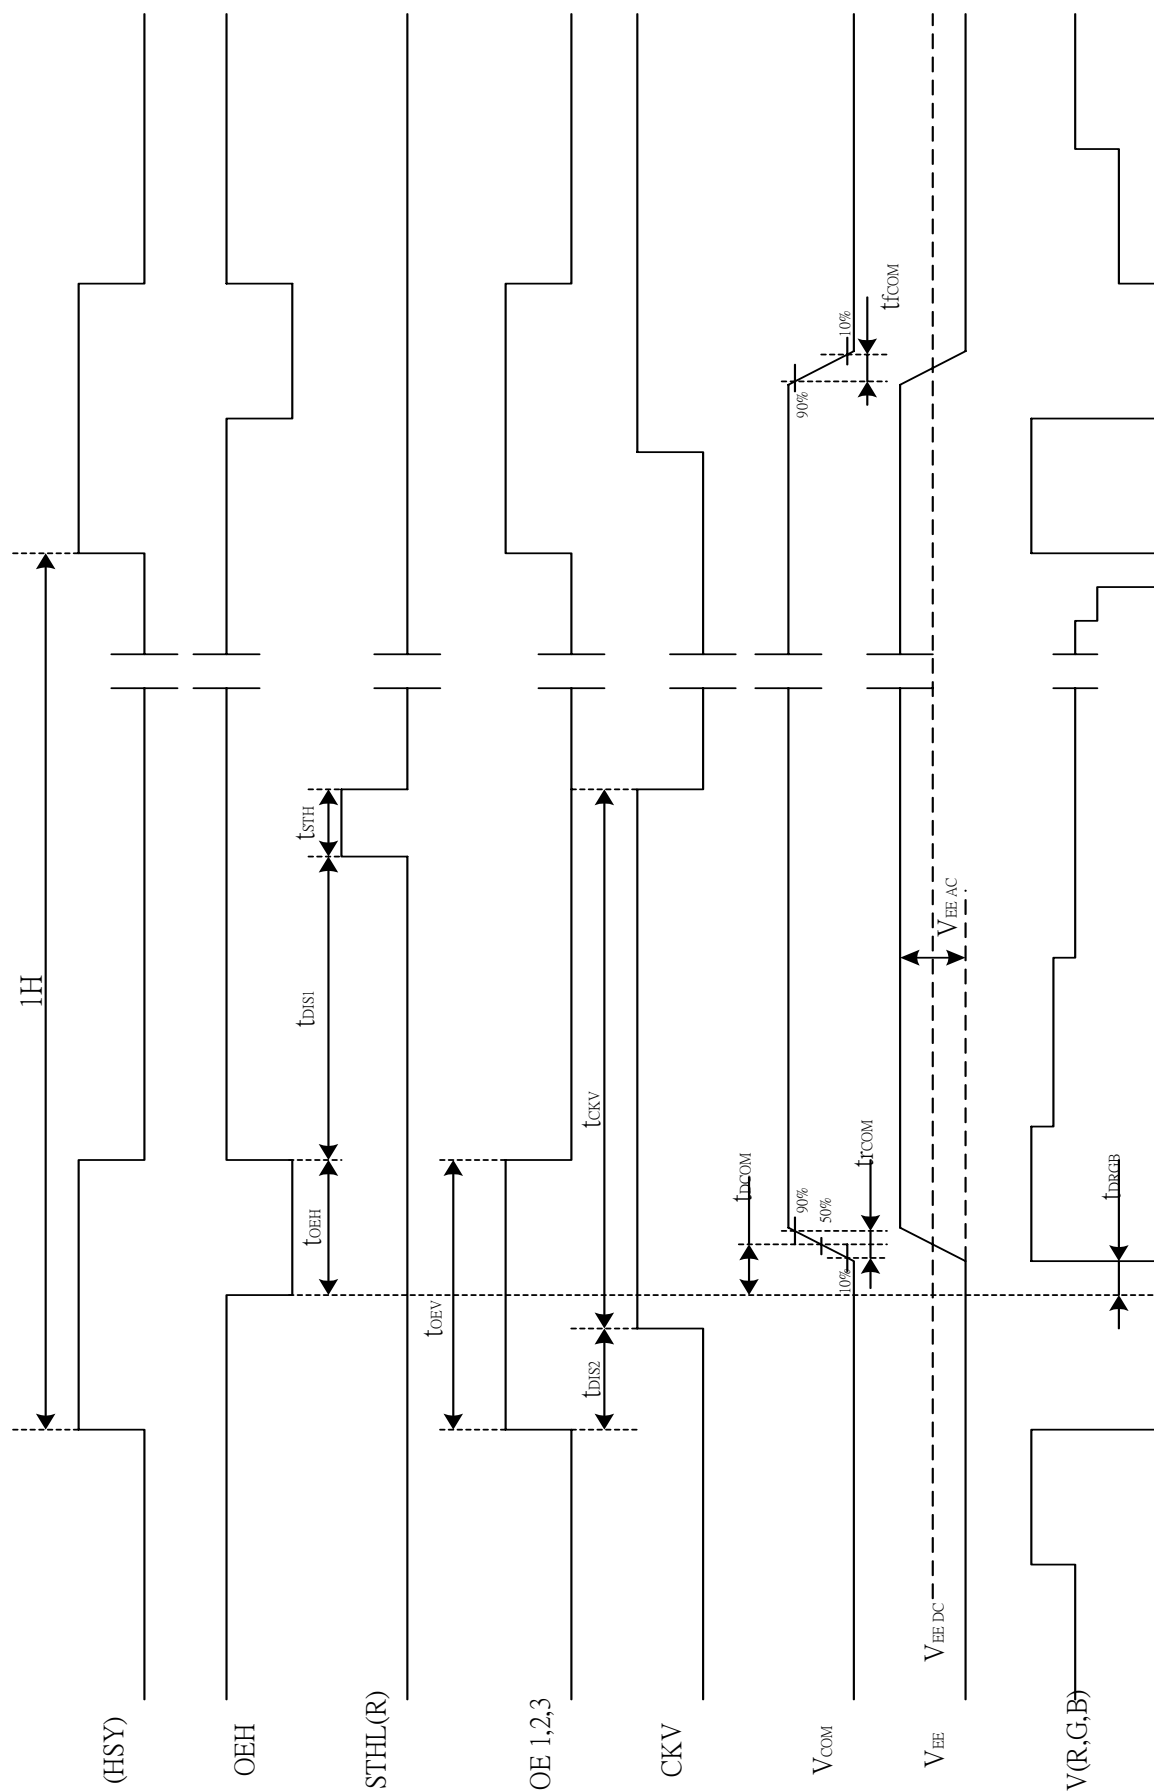 1H
(HSY)
tOEH
OEH
tDIS1
tSTH
STHL(R)
tOEV
OE 1,2,3
tDIS2
tCKV
CKV
tDCOM
90%
50%
10%
trCOM
90%
10%
tfCOM
VCOM
VEE DC
VEE AC
VEE
tDRGB
V(R,G,B)